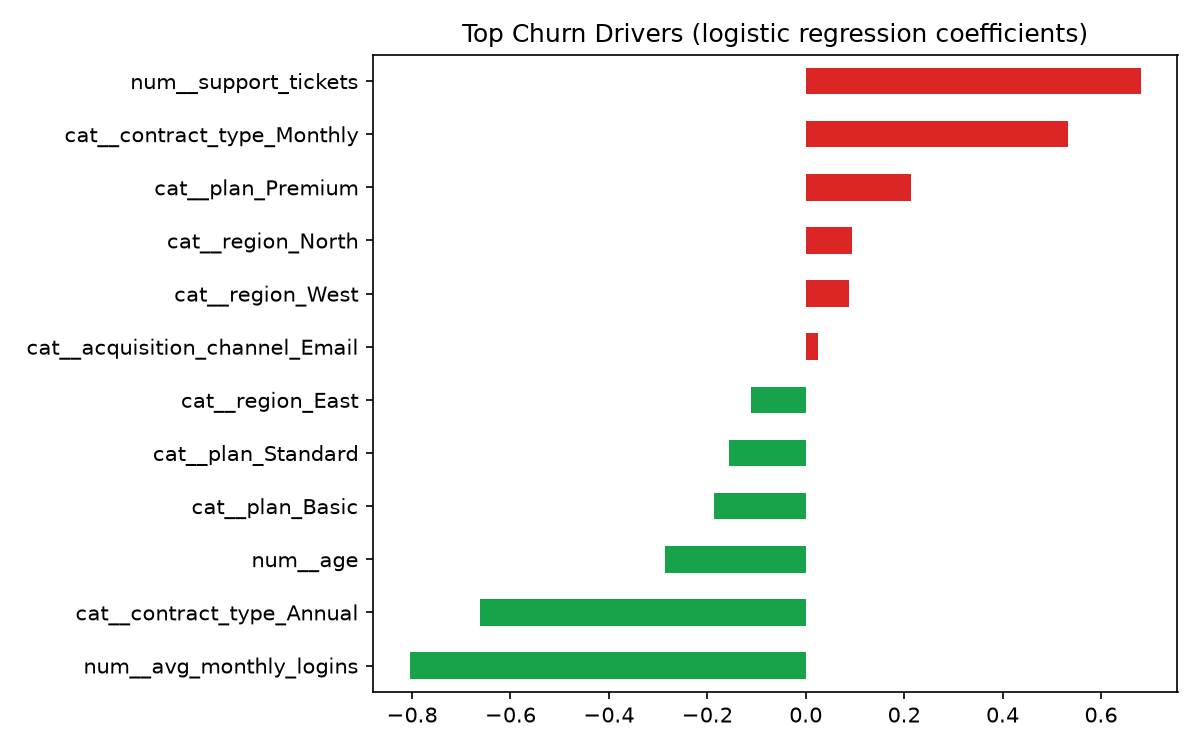 Top Churn Drivers (logistic regression coefficients)
num__support_tickets
cat__contract_type_Monthly
cat__plan_Premium
cat__region_North
cat__region_West
cat__acquisition_channel_Email
cat__region_East
cat__plan_Standard
cat__plan_Basic
num__age
cat__contract_type_Annual
num__avg_monthly_logins
−0.8 −0.6 −0.4 −0.2 0.0 0.2 0.4 0.6